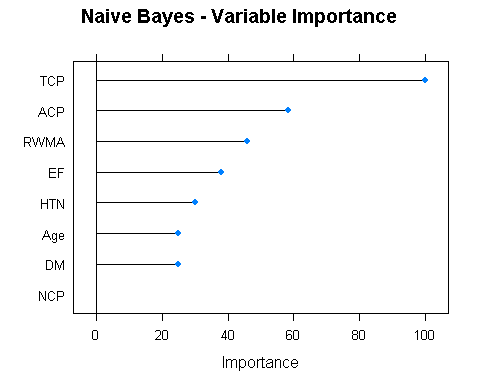 Naive Bayes - Variable Importance
TCP
ACP
RWMA
EF
HTN
Age
DM
NCP
0 20 40 60 80 100
Importance